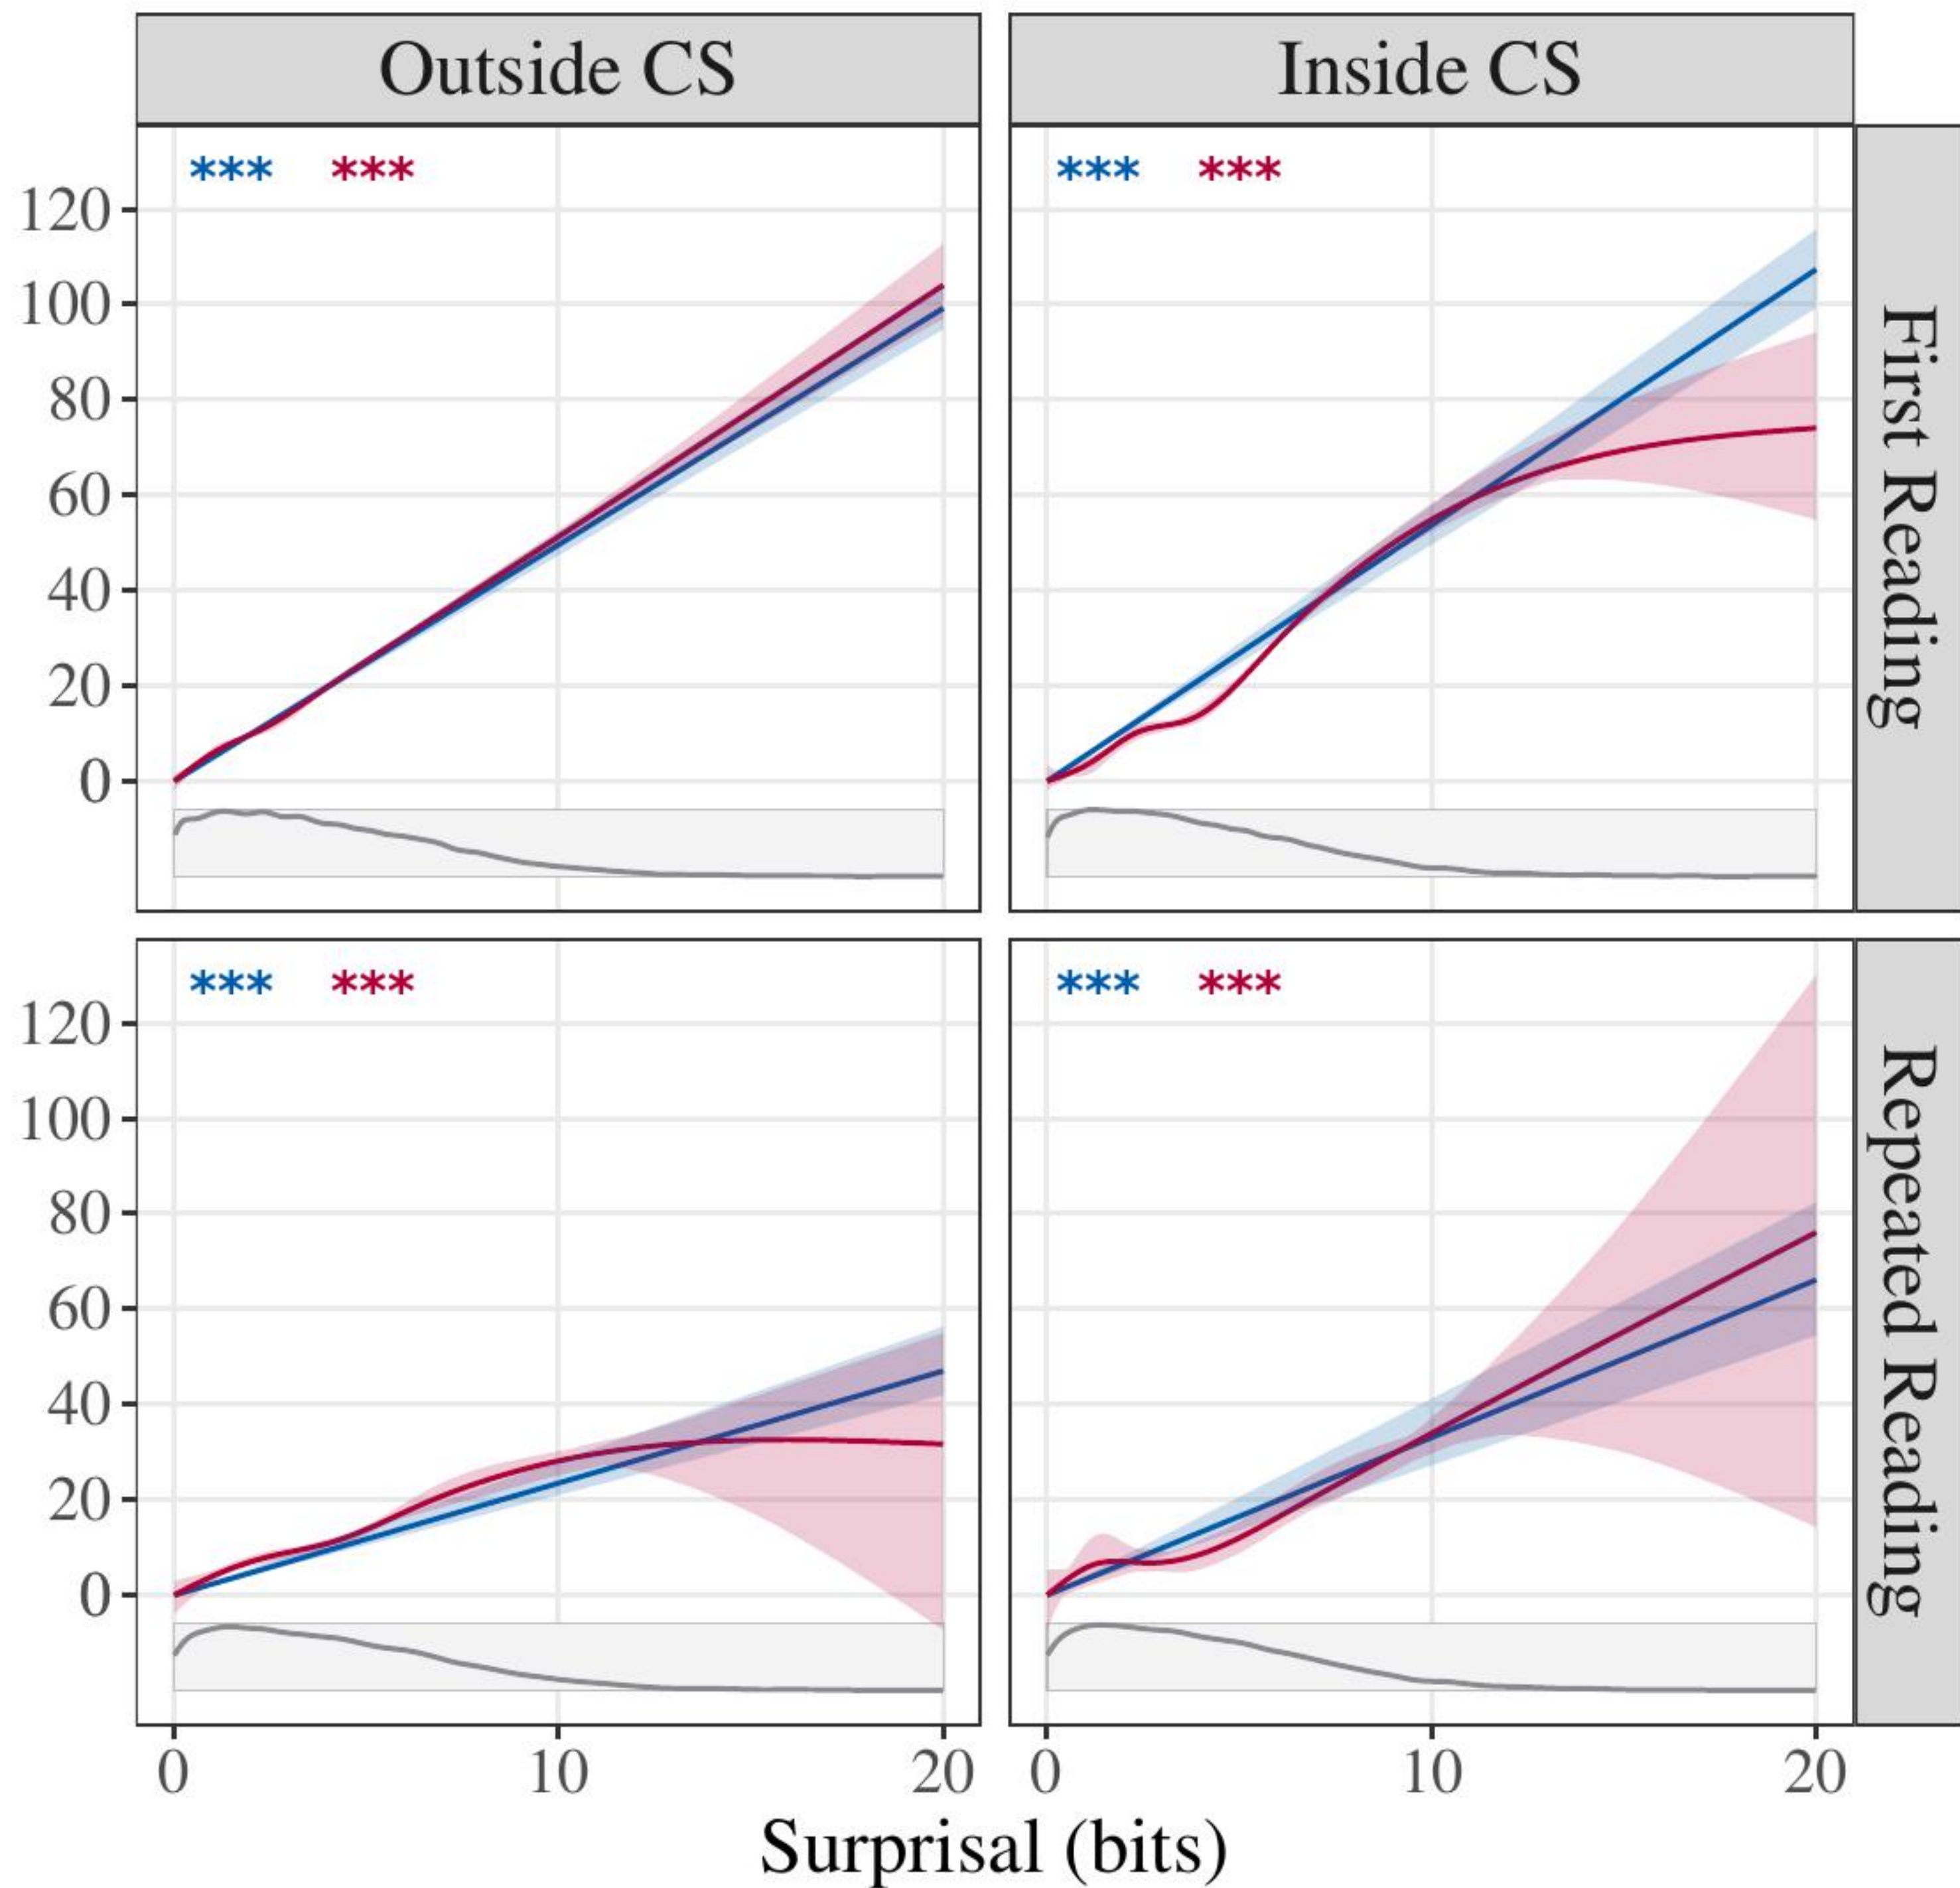 Outside CS
Inside CS
*** ***
*** ***
120
100
80
60
40
20
0
First Reading
*** ***
*** ***
120
100
80
60
40
20
0
Repeated Reading
0 10 20
0 10 20
Surprisal (bits)